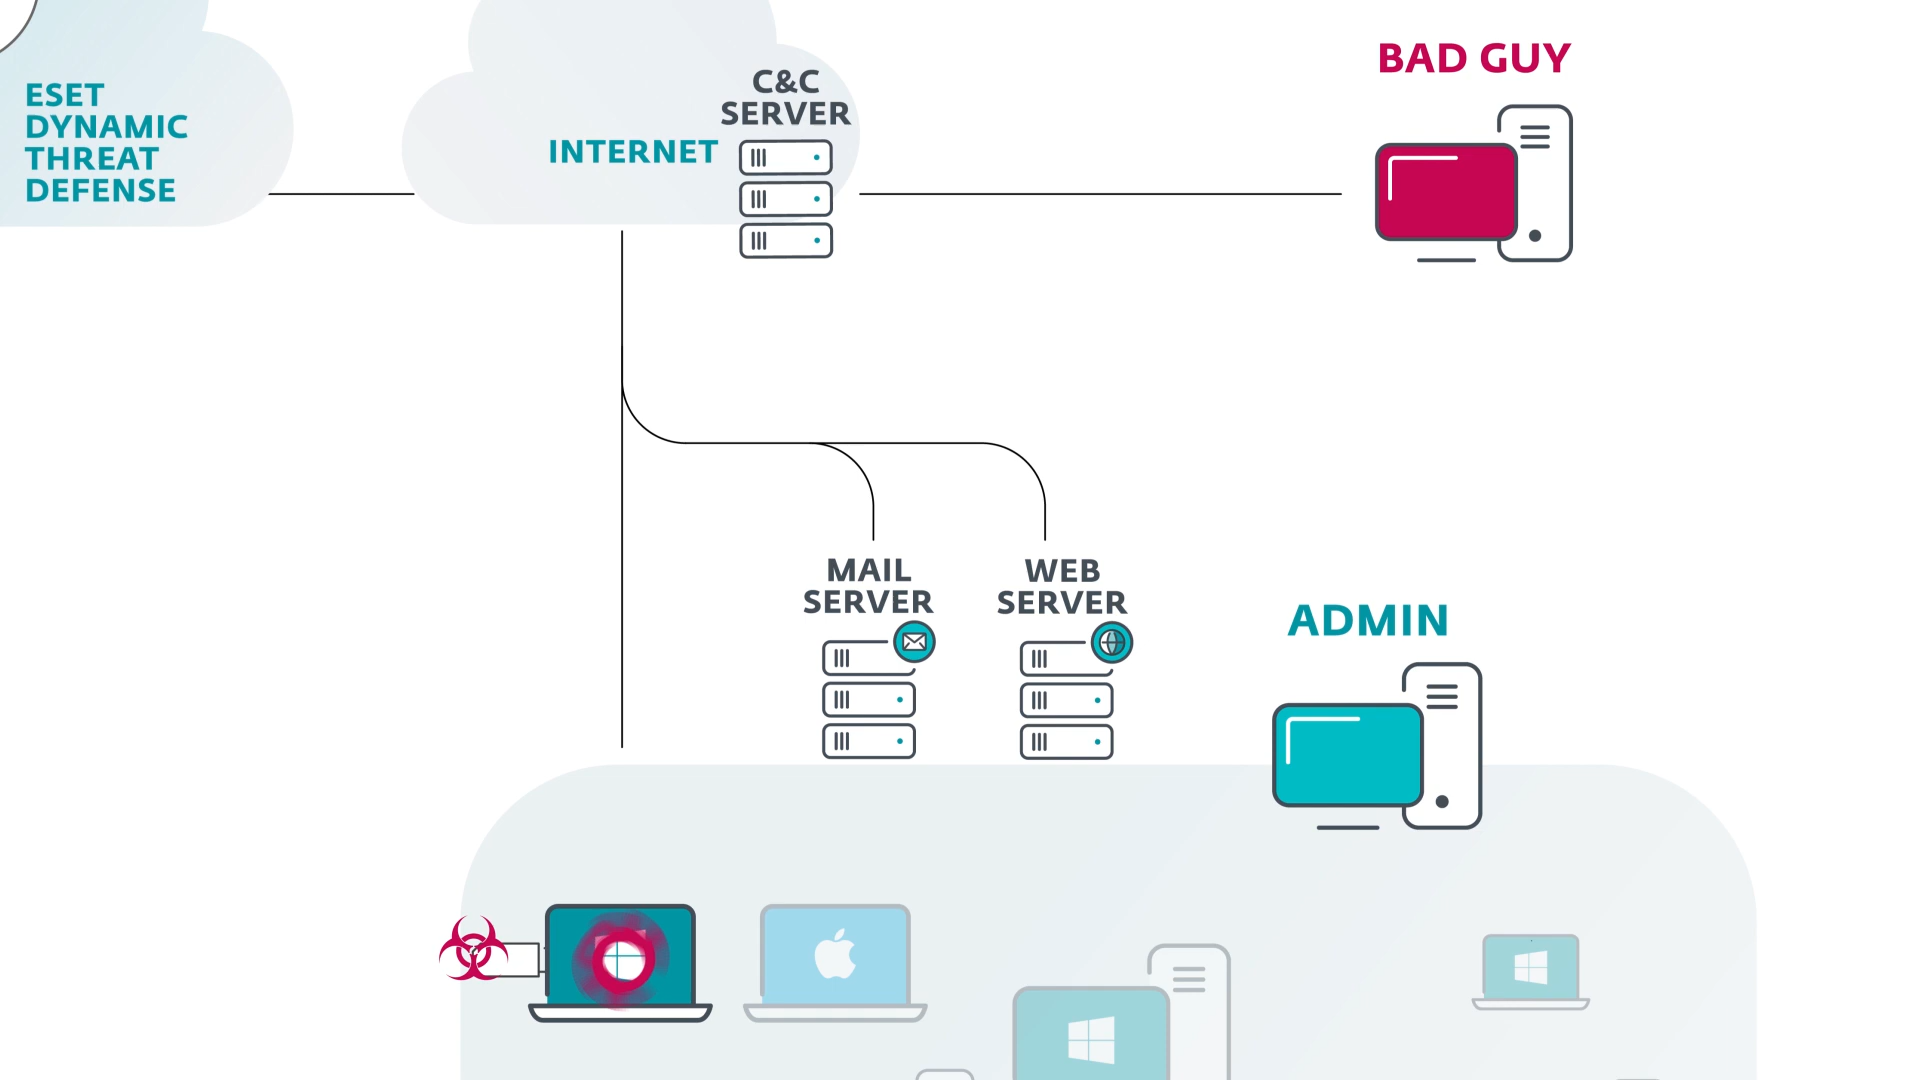 ESET
DYNAMIC
THREAT
DEFENSE
INTERNET
C&C
SERVER
BAD GUY
MAIL
SERVER
WEB
SERVER
ADMIN